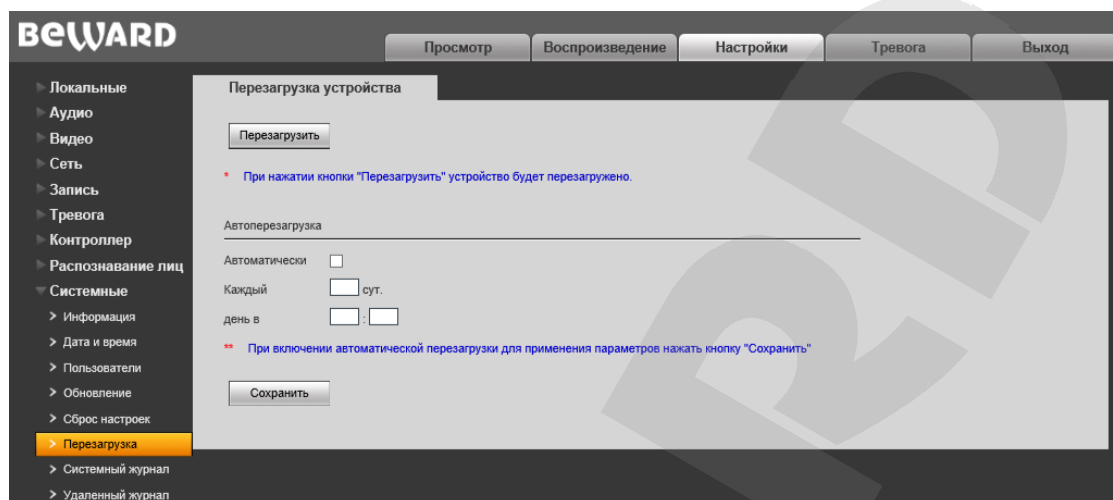 BEWARD
Просмотр
Воспроизведение
Настройки
Тревога
Выход
Локальные
Аудио
Видео
Сеть
Запись
Тревога
Контроллер
Распознавание лиц
Системные
Информация
Дата и время
Пользователи
Обновление
Сброс настроек
Перезагрузка
Системный журнал
Удаленный журнал
Перезагрузка устройства
Перезагрузить
* При нажатии кнопки "Перезагрузить" устройство будет перезагружено.
Автоперезагрузка
Автоматически
Каждый сут.
день в :
** При включении автоматической перезагрузки для применения параметров нажать кнопку "Сохранить"
Сохранить